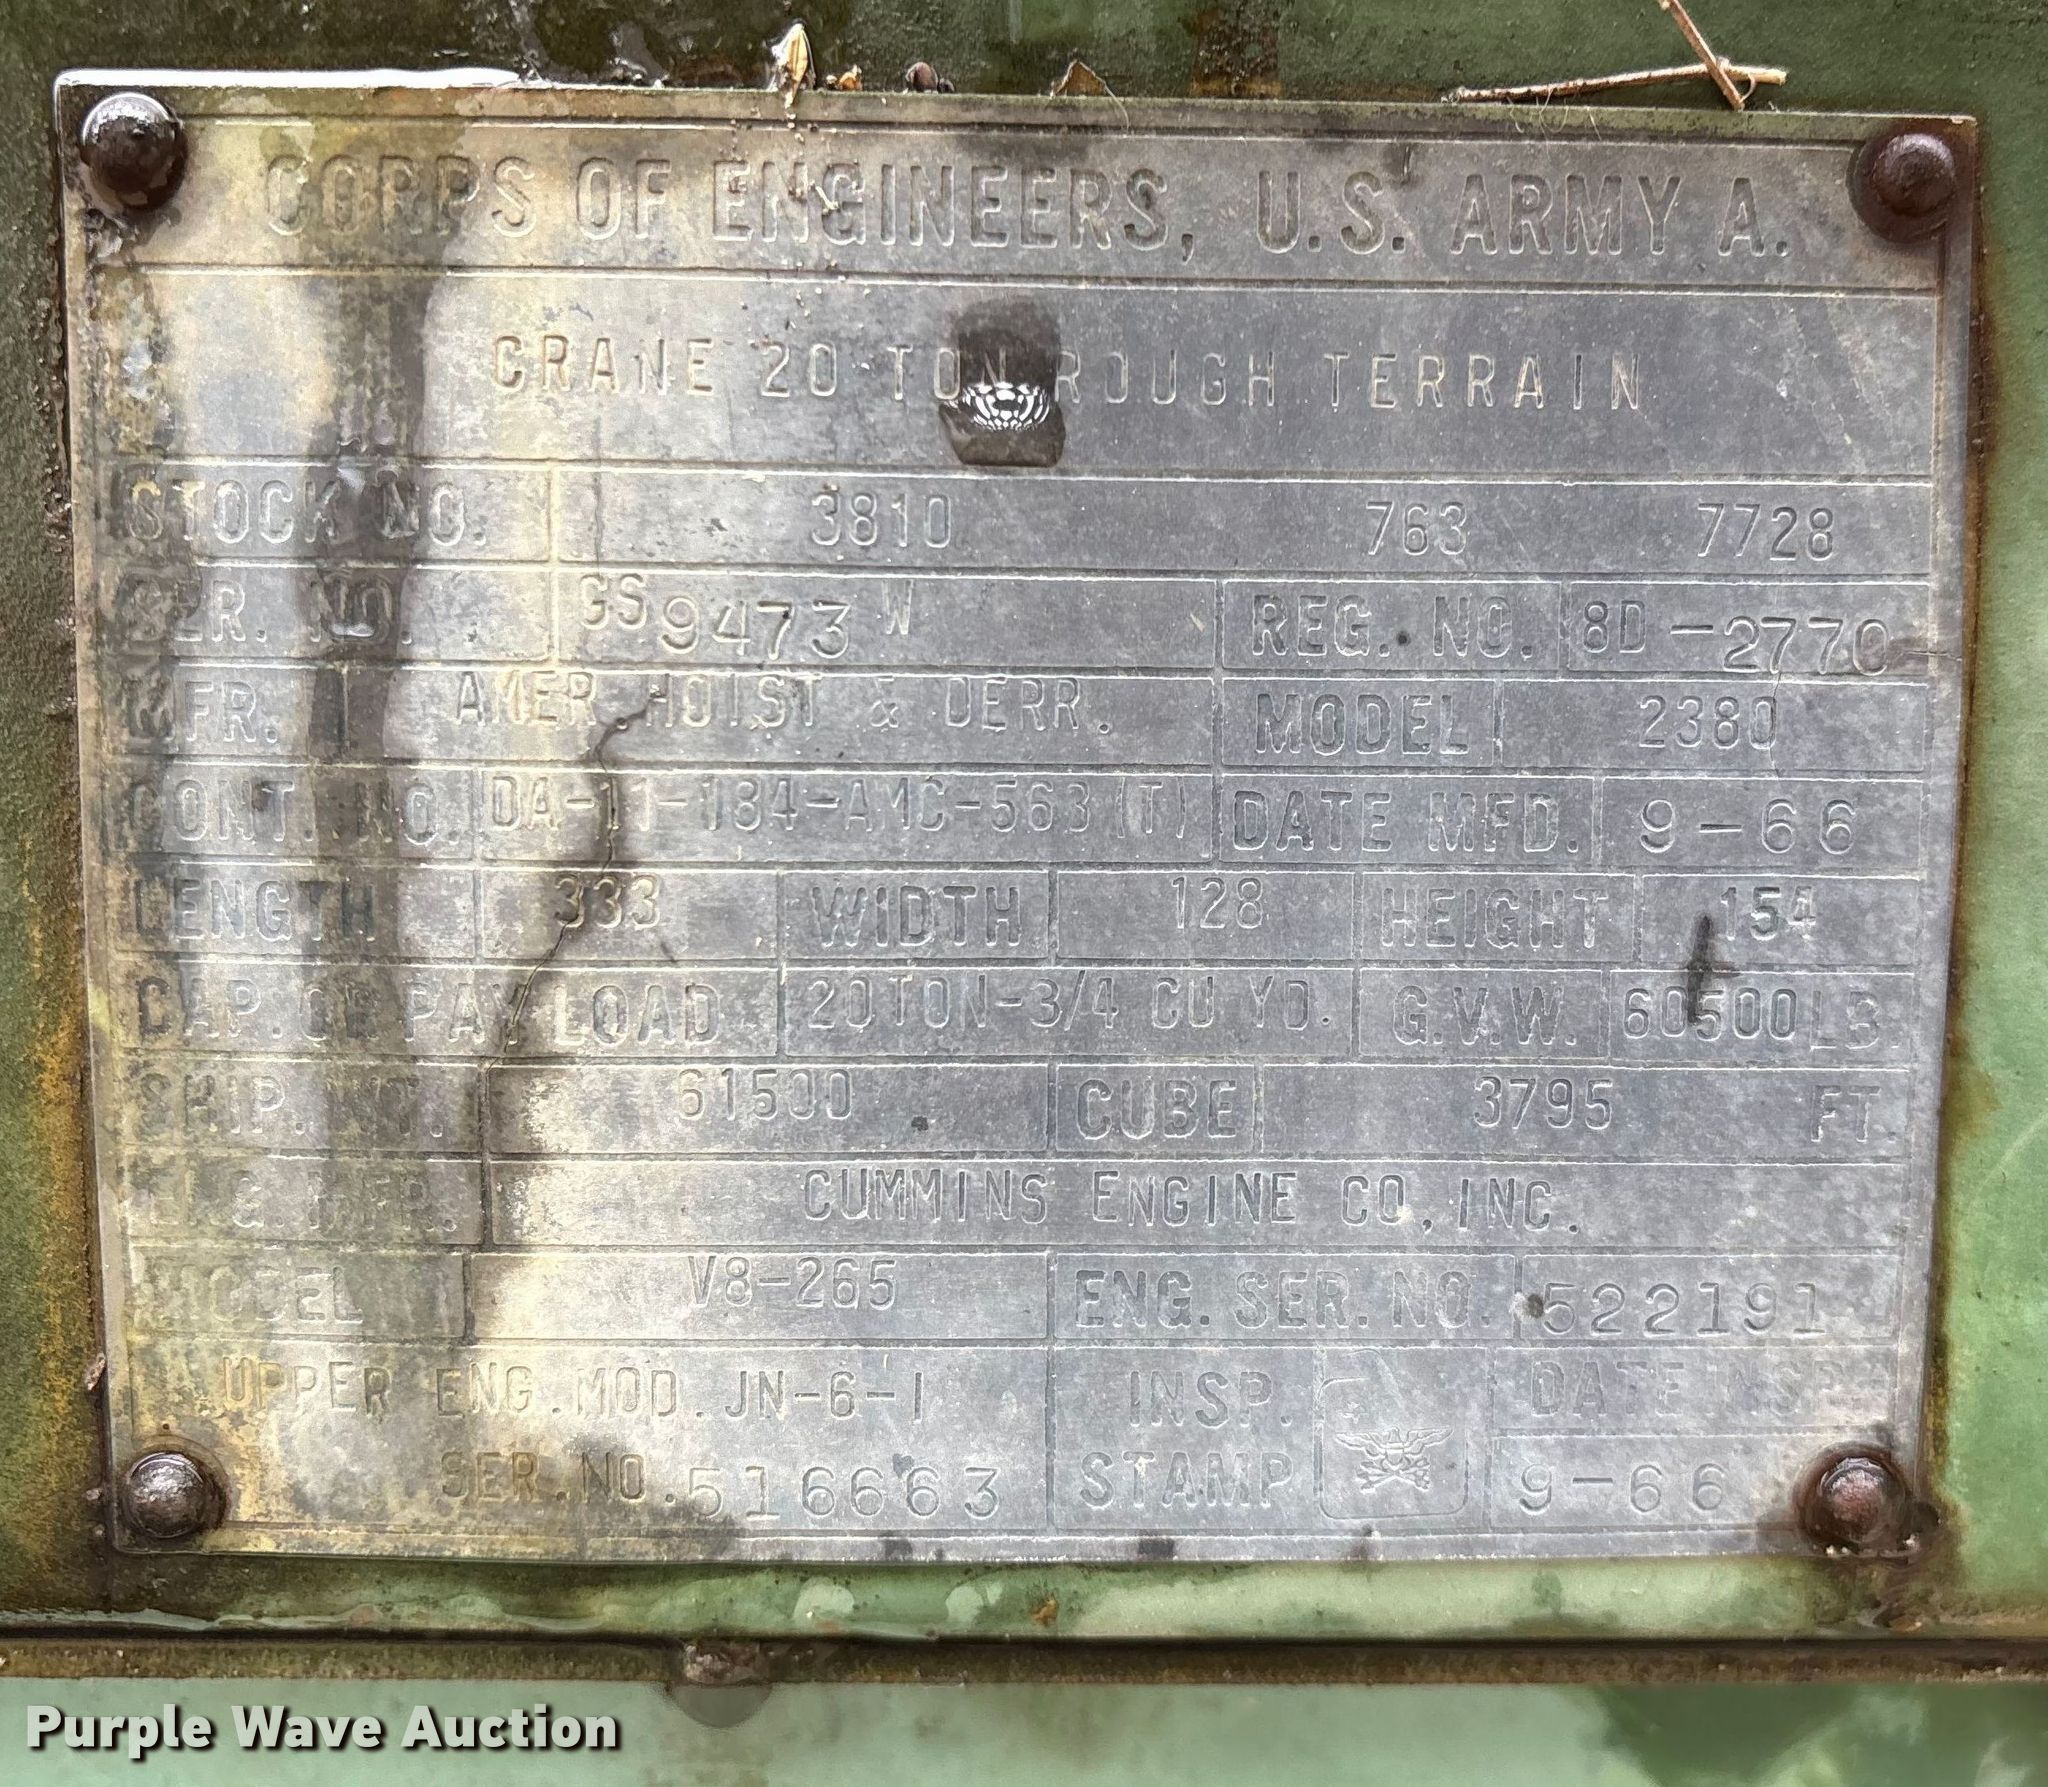 CORPS OF ENGINEERS, U.S. ARMY A.
CRANE 20 TON ROUGH TERRAIN
STOCK NO. 3810 763 7728
SER. NO. GS 9473 W REG. NO. 8D-2770
MFR. AMER HOIST & DERR. MODEL 2380
CONT. NO. DA-11-184-AMC-563(T) DATE MFD. 9-66
LENGTH 333 WIDTH 128 HEIGHT 154
CAP. OF PAY LOAD 20TON-3/4 CU YD. G.V.W. 60500 LB.
SHIP. WT. 61500 CUBE 3795 FT.
ENG. MFR. CUMMINS ENGINE CO, INC.
MODEL V8-265 ENG. SER. NO. 522191
UPPER ENG. MOD. JN-6-1 INSP. DATE INSP.
SER. NO. 516663 STAMP 9-66
Purple Wave Auction